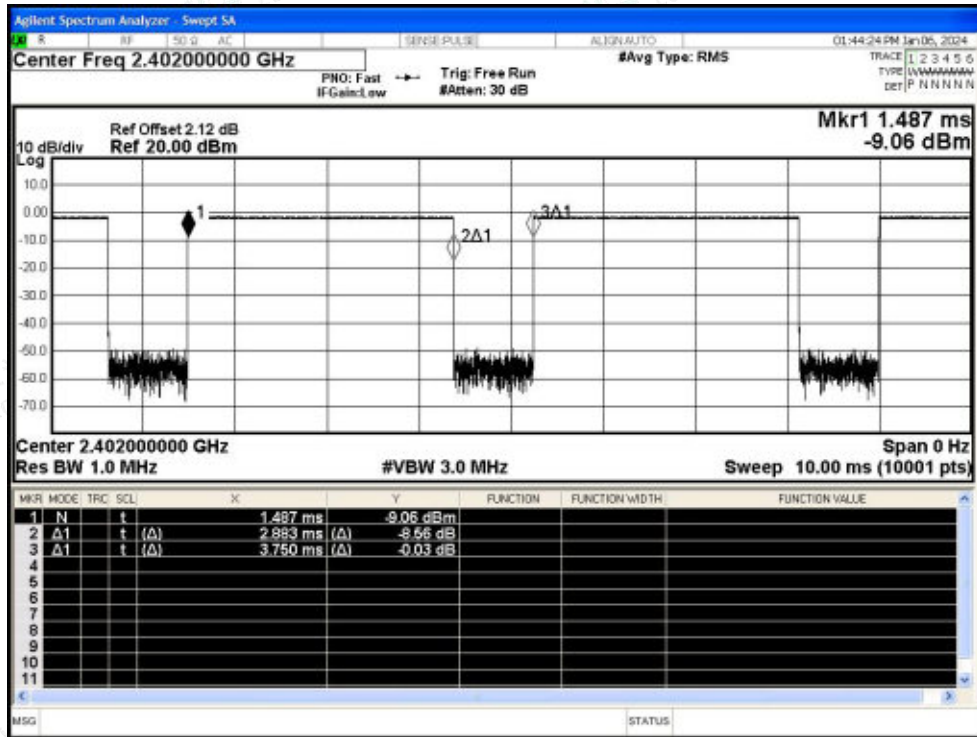 Agilent Spectrum Analyzer - Swept SA
R RF 50 Ω AC SENSE:PULSE ALIGNAUTO 01:44:24 PM Jan 06, 2024
Center Freq 2.402000000 GHz #Avg Type: RMS TRACE 1 2 3 4 5 6
PNO: Fast Trig: Free Run TYPE
IFGain:Low #Atten: 30 dB DET P N N N N N
Mkr1 1.487 ms
Ref Offset 2.12 dB -9.06 dBm
10 dB/div Ref 20.00 dBm
Log
10.0
0.00
1
3Δ1
-10.0
2Δ1
-20.0
-30.0
-40.0
-50.0
-60.0
-70.0
Center 2.402000000 GHz Span 0 Hz
Res BW 1.0 MHz #VBW 3.0 MHz Sweep 10.00 ms (10001 pts)
MKR MODE TRC SCL X Y FUNCTION FUNCTION WIDTH FUNCTION VALUE
1 N t 1.487 ms -9.06 dBm
2 Δ1 t (Δ) 2.883 ms (Δ) -8.56 dB
3 Δ1 t (Δ) 3.750 ms (Δ) -0.03 dB
4
5
6
7
8
9
10
11
MSG STATUS